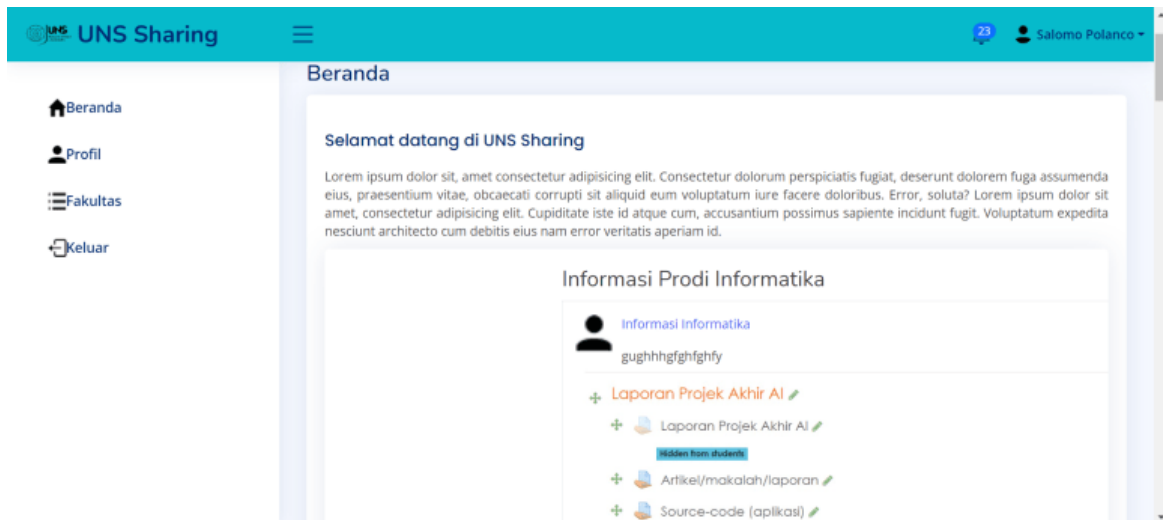 UNS UNS Sharing
23
Salomo Polanco
Beranda
Profil
Fakultas
Keluar
Beranda
Selamat datang di UNS Sharing
Lorem ipsum dolor sit, amet consectetur adipisicing elit. Consectetur dolorum perspiciatis fugiat, deserunt dolorem fuga assumenda
eius, praesentium vitae, obcaecati corrupti sit aliquid eum voluptatum iure facere doloribus. Error, soluta? Lorem ipsum dolor sit
amet, consectetur adipisicing elit. Cupiditate iste id atque cum, accusantium possimus sapiente incidunt fugit. Voluptatum expedita
nesciunt architecto cum debitis eius nam error veritatis aperiam id.
Informasi Prodi Informatika
Informasi Informatika
gughhhgfghfghfy
Laporan Projek Akhir AI
Laporan Projek Akhir AI
Hidden from students
Artikel/makalah/laporan
Source-code (aplikasi)